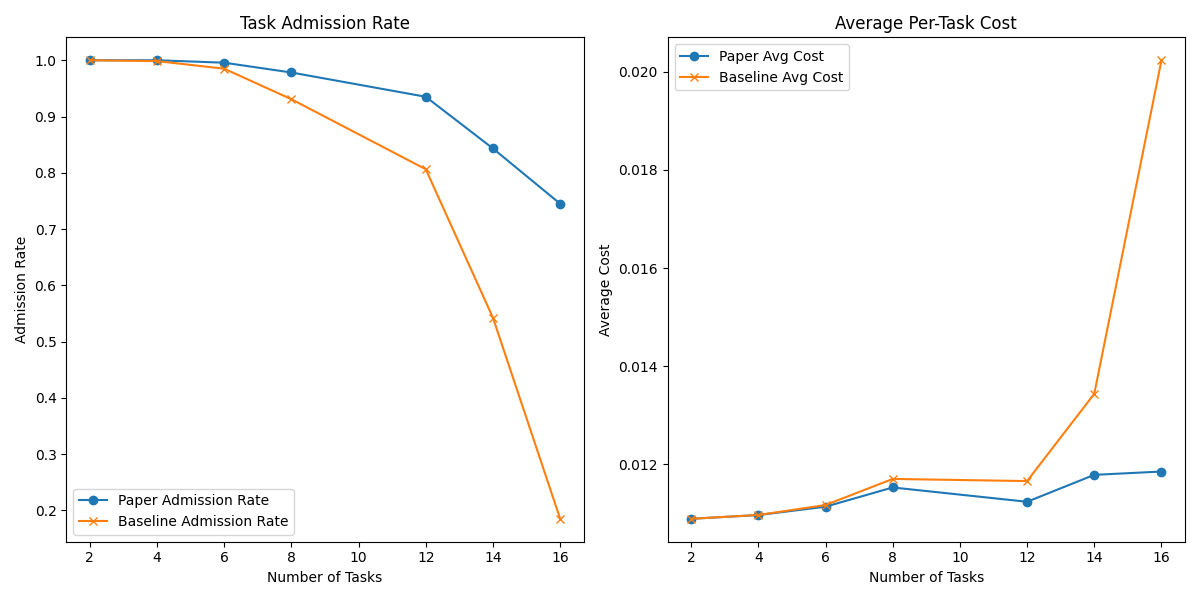 Task Admission Rate
1.0
0.9
0.8
0.7
0.6
0.5
0.4
0.3
0.2
Admission Rate
Paper Admission Rate
Baseline Admission Rate
2 4 6 8 10 12 14 16
Number of Tasks
Average Per-Task Cost
Paper Avg Cost
Baseline Avg Cost
0.020
0.018
0.016
0.014
0.012
Average Cost
2 4 6 8 10 12 14 16
Number of Tasks